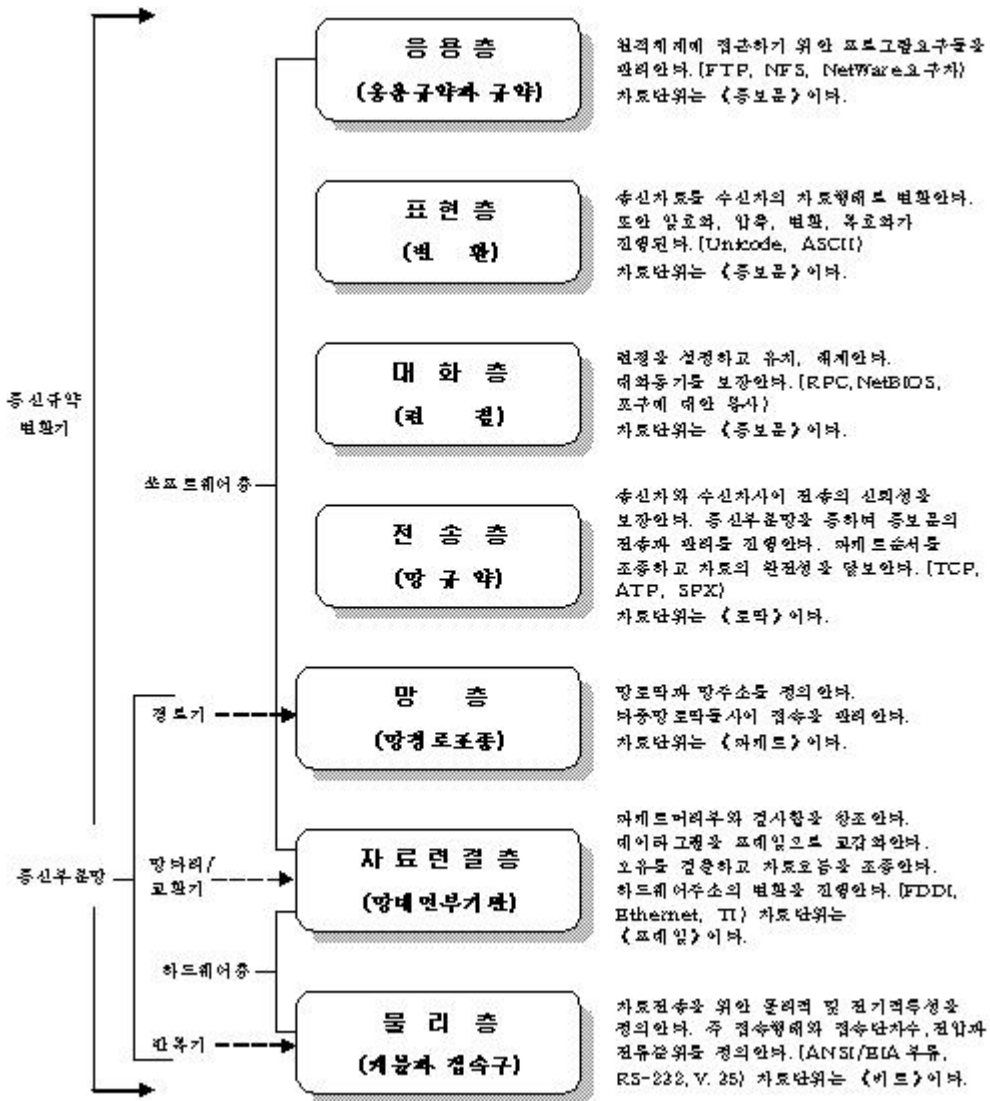 응용층
(응용규약과 규약)
원격체계에 접근하기 위한 프로그람요구들을
관리한다.(FTP, NFS, NetWare요구자)
자료단위는 《통보문》이다.
표현층
(변 환)
송신자료를 수신자의 자료형태로 변환한다.
또한 암호화, 압축, 변환, 복호화가
진행된다.(Unicode, ASCII)
자료단위는 《통보문》이다.
대화층
(련 결)
련결을 설정하고 유지, 해제한다.
대화동기를 보장한다.(RPC,NetBIOS,
포구에 대한 봉사)
자료단위는 《통보문》이다.
통신규약
변환기
쏘프트웨어층
전송층
(망 규 약)
송신자와 수신자사이 전송의 신뢰성을
보장한다. 통신부분망을 통하여 통보문의
전송과 관리를 진행한다. 파케트순서를
조종하고 자료의 완전성을 담보한다.(TCP,
ATP, SPX)
자료단위는 《토막》이다.
경로기
망 층
(망경로조종)
망토막과 망주소를 정의한다.
다중망토막들사이 접속을 관리한다.
자료단위는 《파케트》이다.
통신부분망
망다리/
교환기
자료련결층
(망대면부기판)
파케트머리부와 검사합을 창조한다.
데이타그램을 프레임으로 교갑화한다.
오유를 검출하고 자료흐름을 조종한다.
하드웨어주소의 변환을 진행한다.(FDDI,
Ethernet, TI) 자료단위는
《프레임》이다.
하드웨어층
반복기
물리층
(케블과 접속구)
자료전송을 위한 물리적 및 전기적특성을
정의한다. 주 접속형태와 접속단자수,전압과
전류준위를 정의한다.(ANSI/EIA 부류,
RS-232,V.35) 자료단위는 《비트》이다.